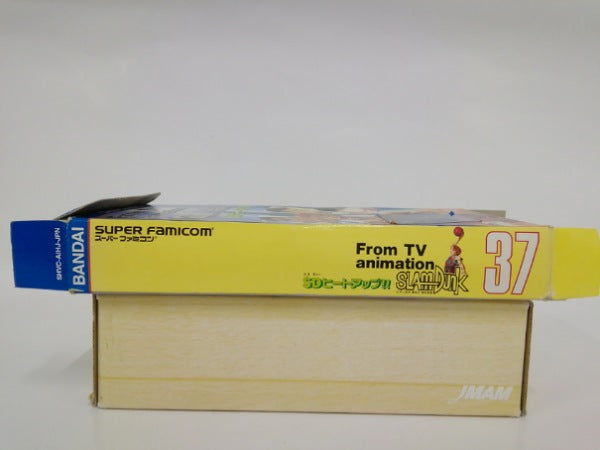 SHVC-A1HJ-JPN
BANDAI
SUPER FAMICOM
スーパーファミコン
From TV
animation
SLAM DUNK
SDヒートアップ!!
37
JMAM